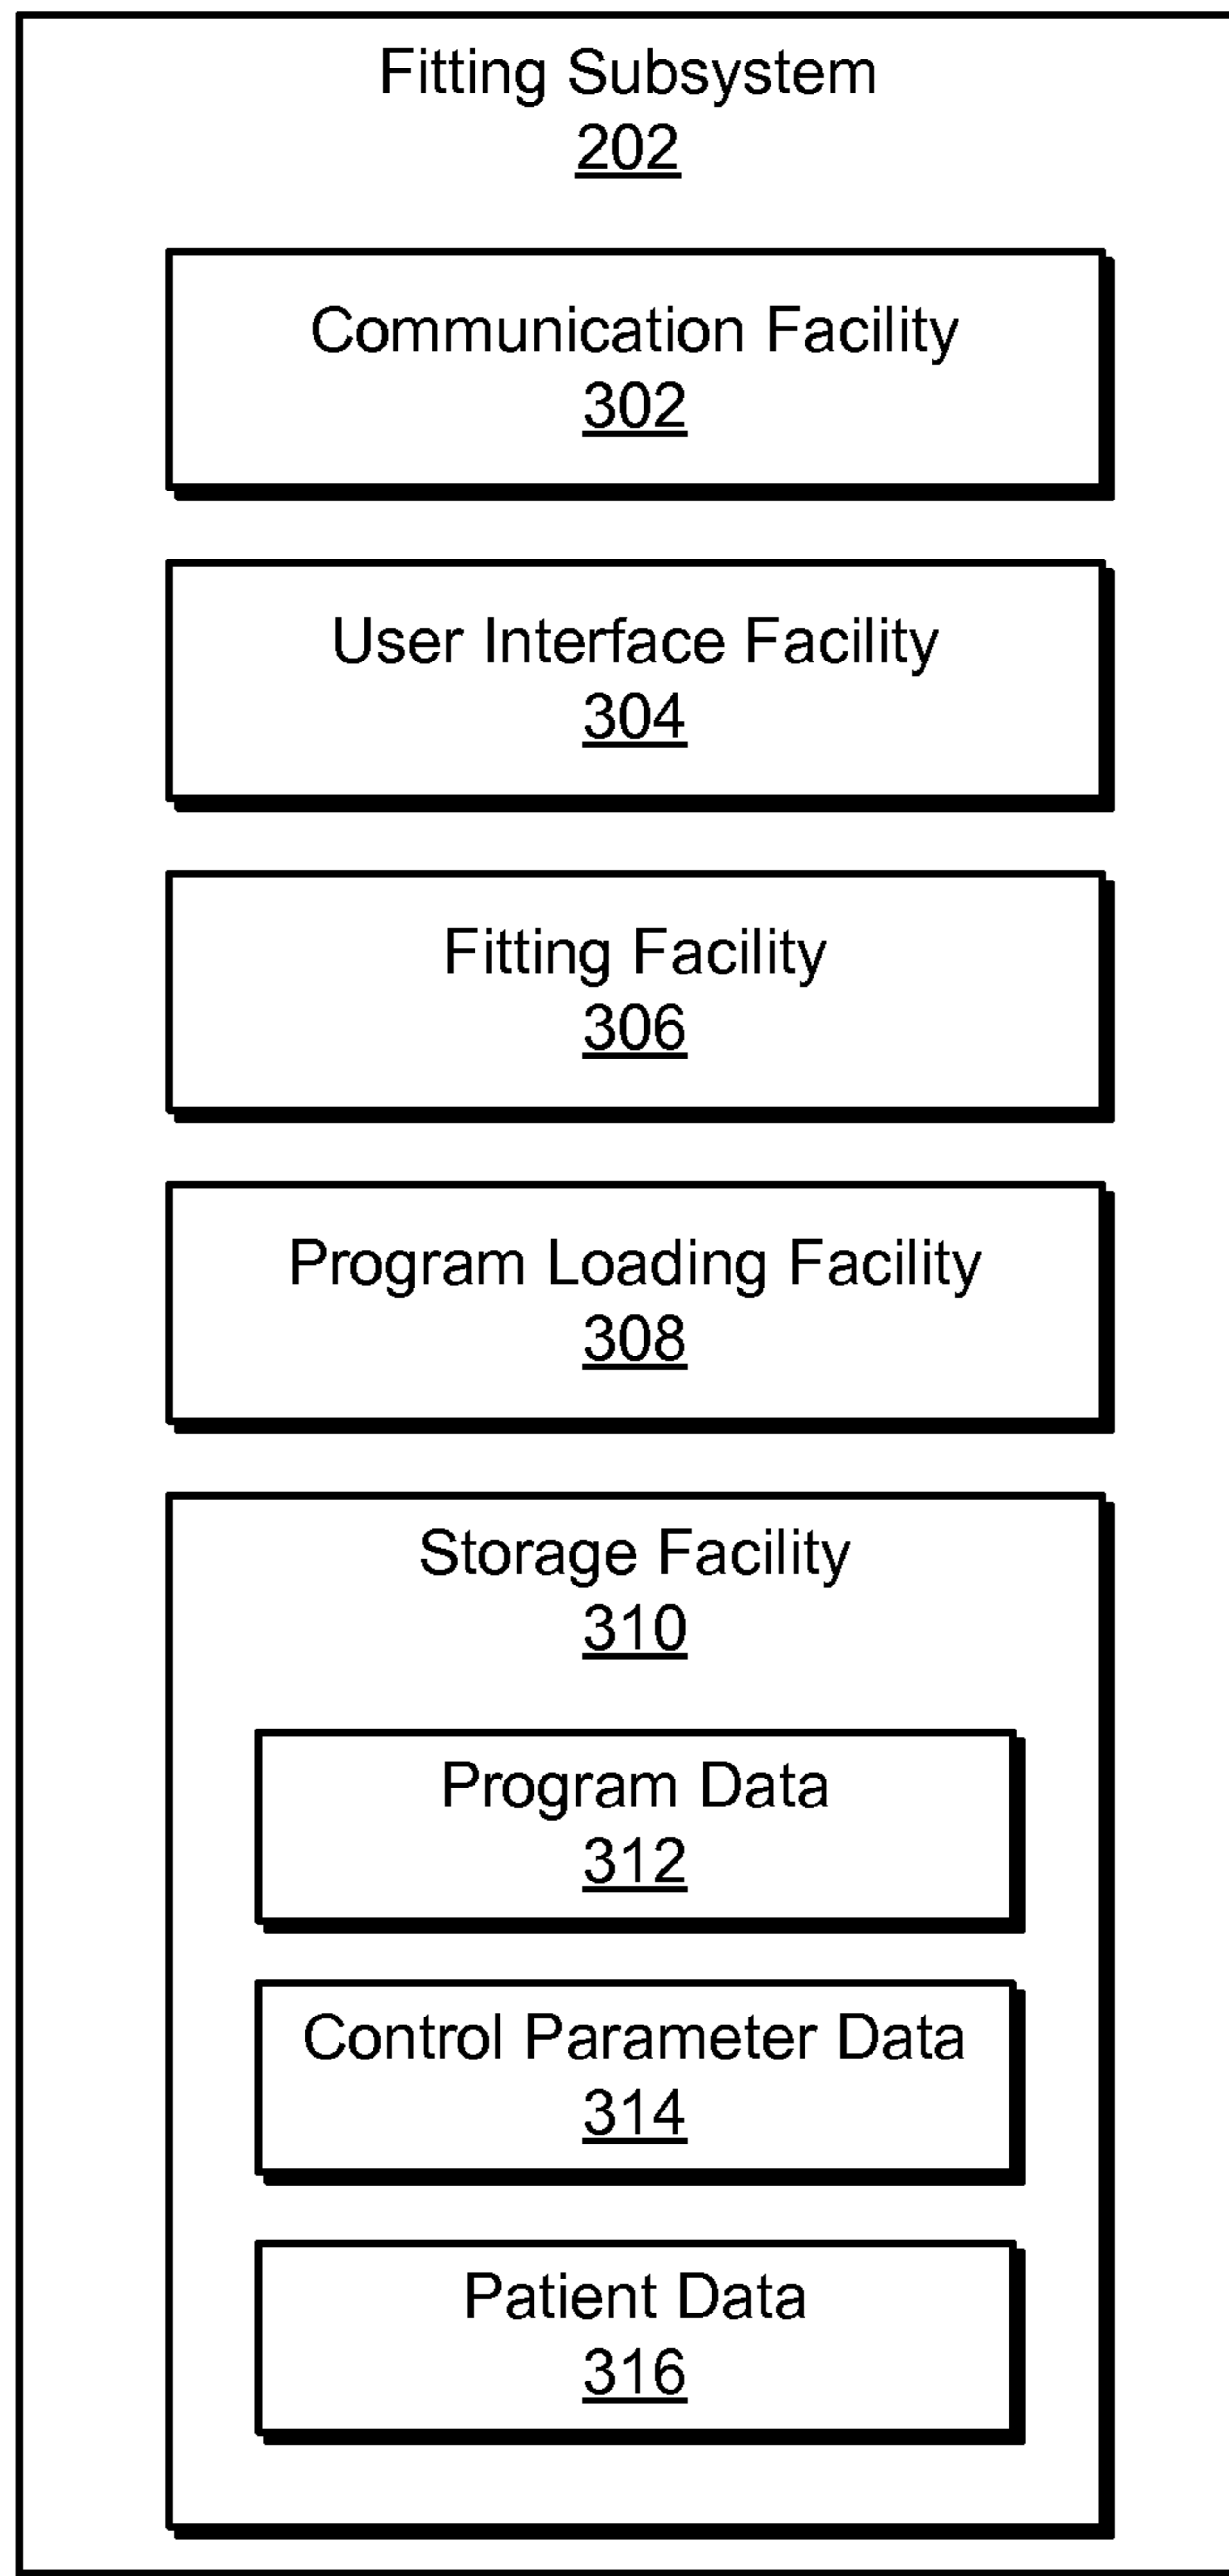 Fitting Subsystem
202
Communication Facility
302
User Interface Facility
304
Fitting Facility
306
Program Loading Facility
308
Storage Facility
310
Program Data
312
Control Parameter Data
314
Patient Data
316